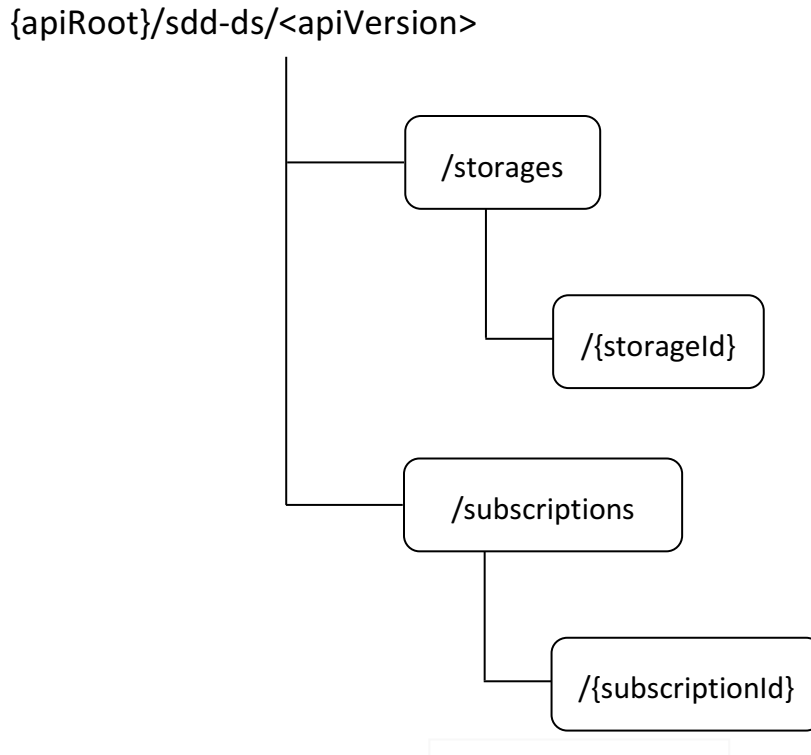 {apiRoot}/sdd-ds/<apiVersion>
/storages
/{storageId}
/subscriptions
/{subscriptionId}